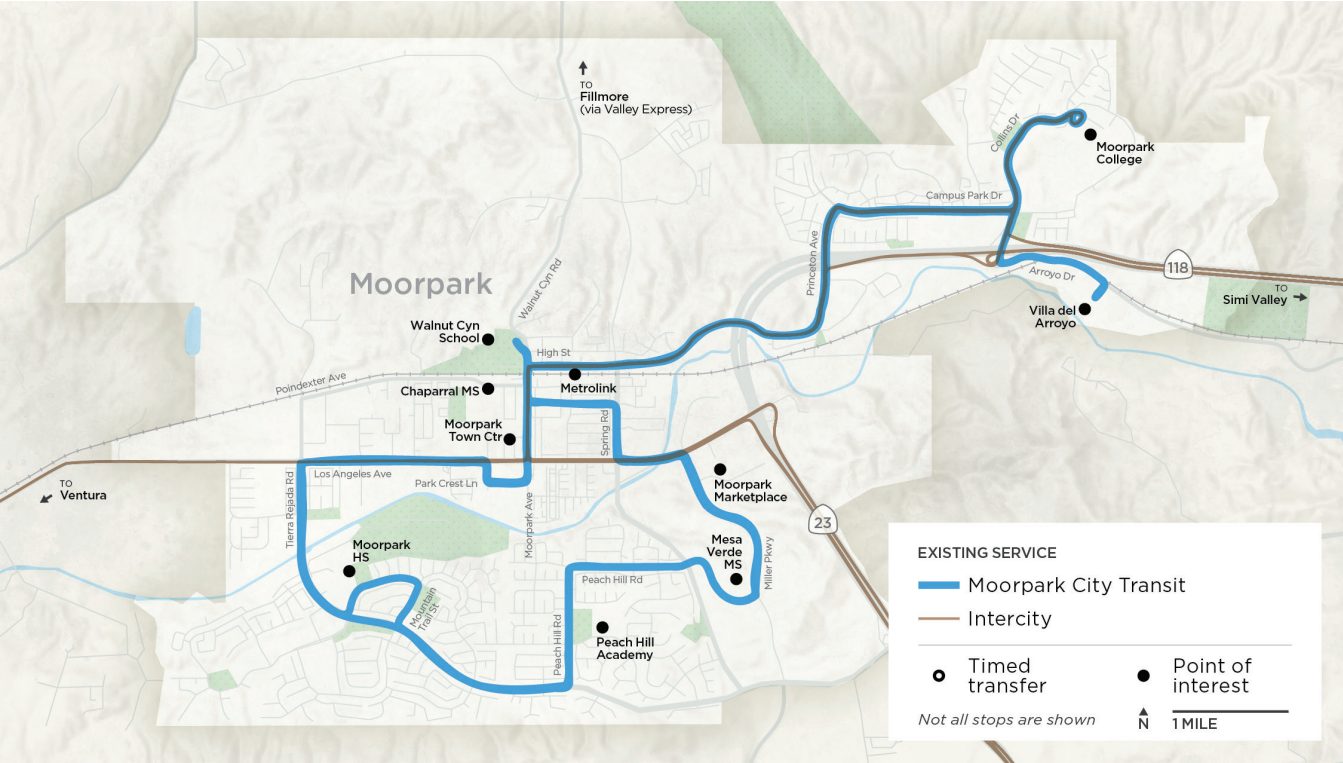 TO
Fillmore
(via Valley Express)
Collins Dr
Moorpark
College
Campus Park Dr
Princeton Ave
118
Arroyo Dr
TO
Simi Valley
Villa del
Arroyo
Moorpark
Walnut Cyn Rd
Walnut Cyn
School
High St
Poindexter Ave
Metrolink
Chaparral MS
Moorpark
Town Ctr
Spring Rd
Los Angeles Ave
Park Crest Ln
TO
Ventura
Tierra Rejada Rd
Moorpark Ave
Moorpark
Marketplace
23
Moorpark
HS
Mesa
Verde
MS
Miller Pkwy
Mountain
Trail St
Peach Hill Rd
Peach Hill Rd
Peach Hill
Academy
EXISTING SERVICE
Moorpark City Transit
Intercity
Timed
transfer
Point of
interest
Not all stops are shown
N
1 MILE